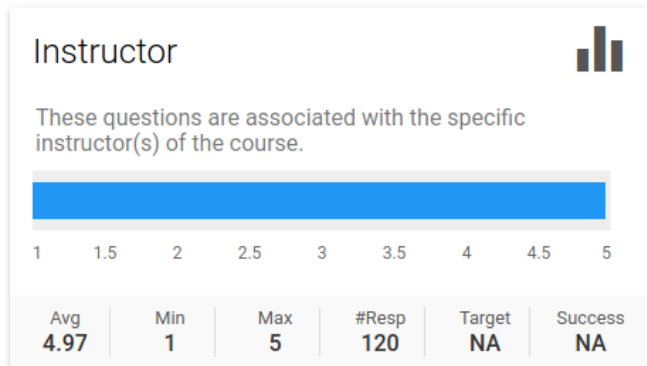 Instructor
These questions are associated with the specific
instructor(s) of the course.
1 1.5 2 2.5 3 3.5 4 4.5 5
Avg Min Max #Resp Target Success
4.97 1 5 120 NA NA